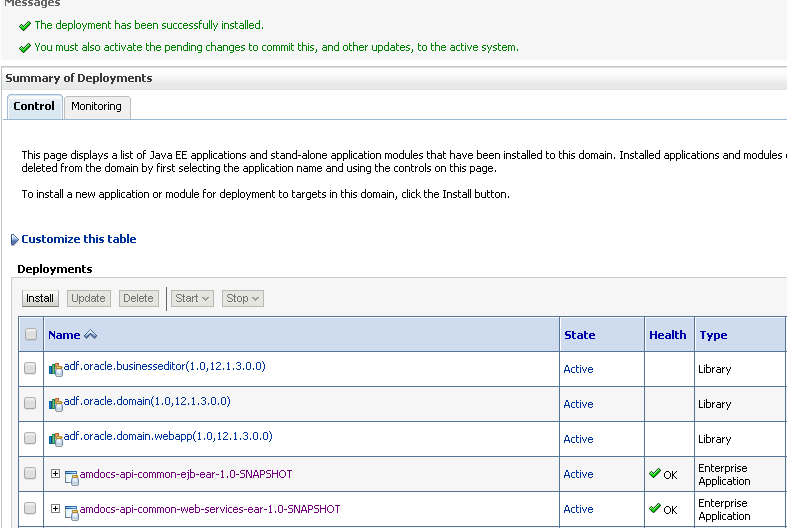 Messages
The deployment has been successfully installed.
You must also activate the pending changes to commit this, and other updates, to the active system.
Summary of Deployments
Control Monitoring
This page displays a list of Java EE applications and stand-alone application modules that have been installed to this domain. Installed applications and modules
deleted from the domain by first selecting the application name and using the controls on this page.
To install a new application or module for deployment to targets in this domain, click the Install button.
Customize this table
Deployments
Install Update Delete Start Stop
Name State Health Type
adf.oracle.businesseditor(1.0,12.1.3.0.0) Active Library
adf.oracle.domain(1.0,12.1.3.0.0) Active Library
adf.oracle.domain.webapp(1.0,12.1.3.0.0) Active Library
amdocs-api-common-ejb-ear-1.0-SNAPSHOT Active OK Enterprise
Application
amdocs-api-common-web-services-ear-1.0-SNAPSHOT Active OK Enterprise
Application